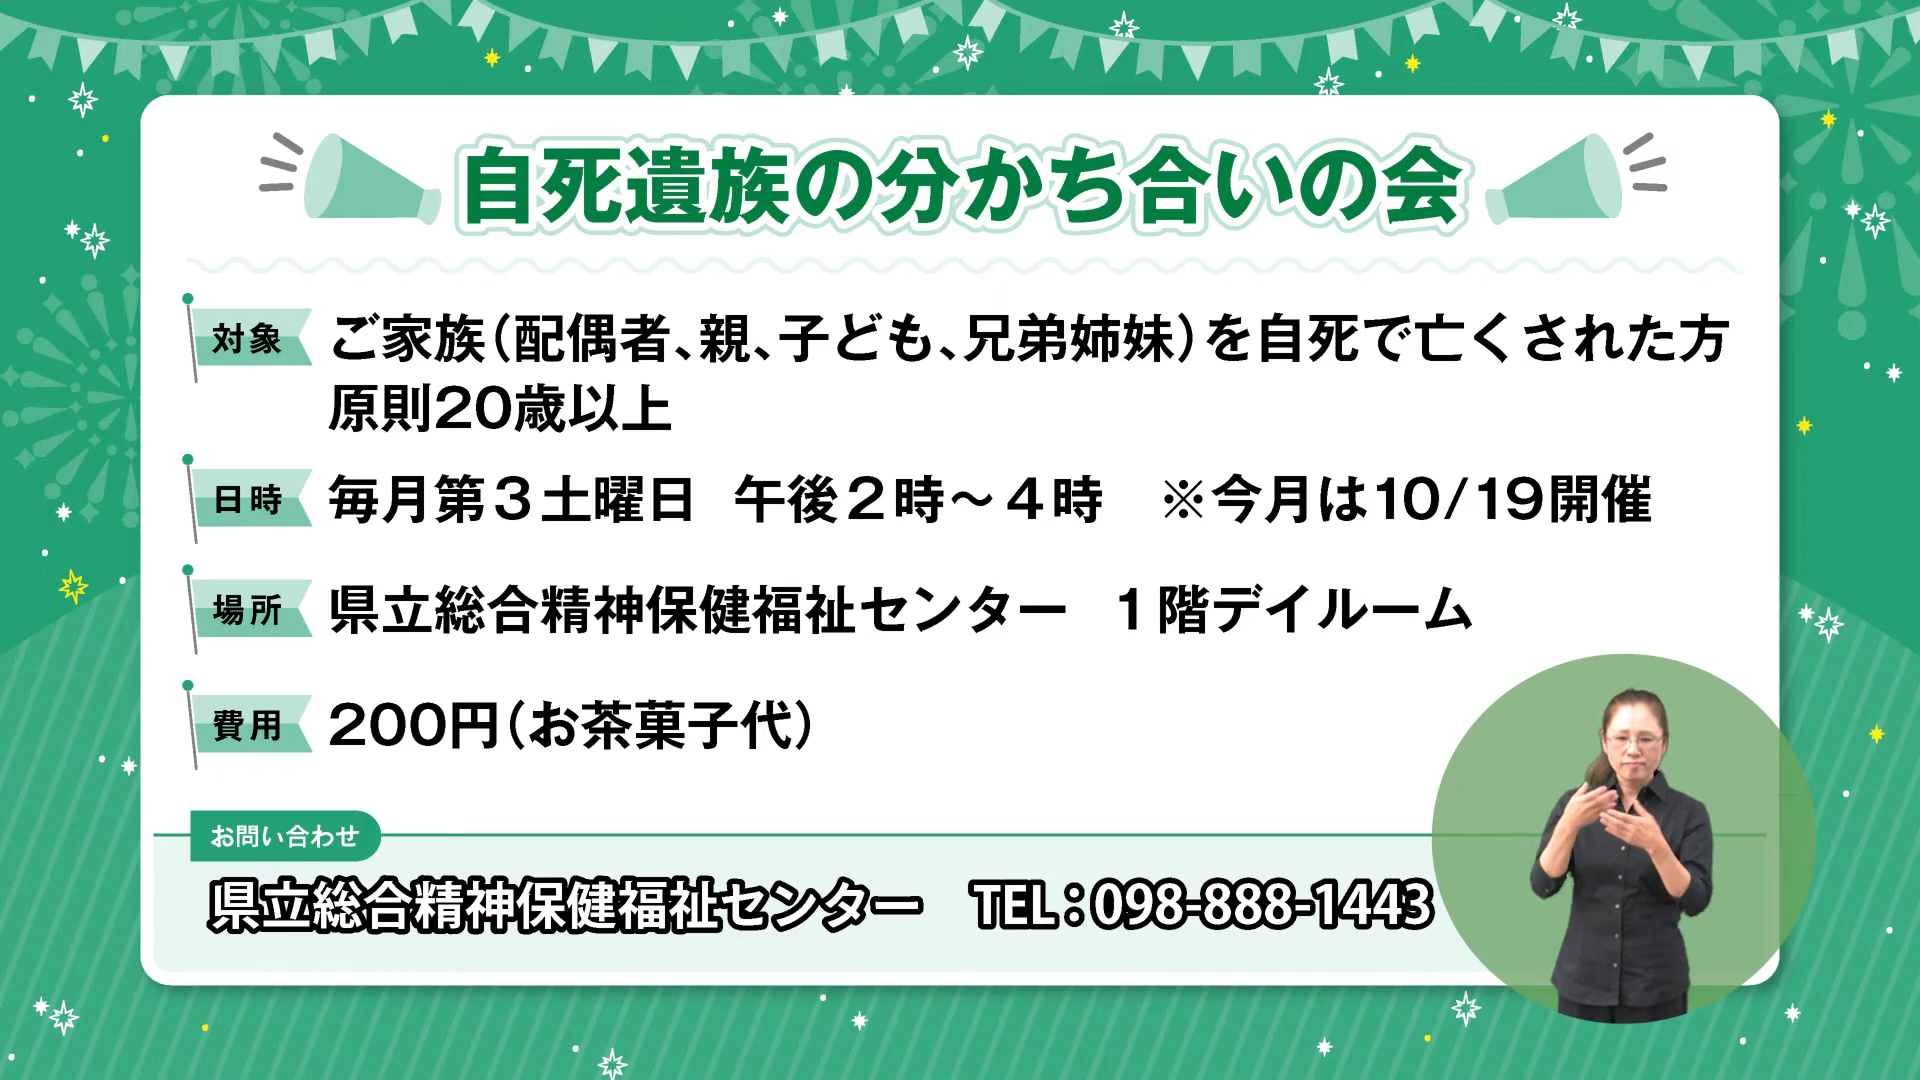 自死遺族の分かち合いの会
対象
ご家族（配偶者、親、子ども、兄弟姉妹）を自死で亡くされた方
原則20歳以上
日時
毎月第３土曜日　午後２時～４時　※今月は10/19開催
場所
県立総合精神保健福祉センター　１階デイルーム
費用
200円（お茶菓子代）
お問い合わせ
県立総合精神保健福祉センター　TEL：098-888-1443